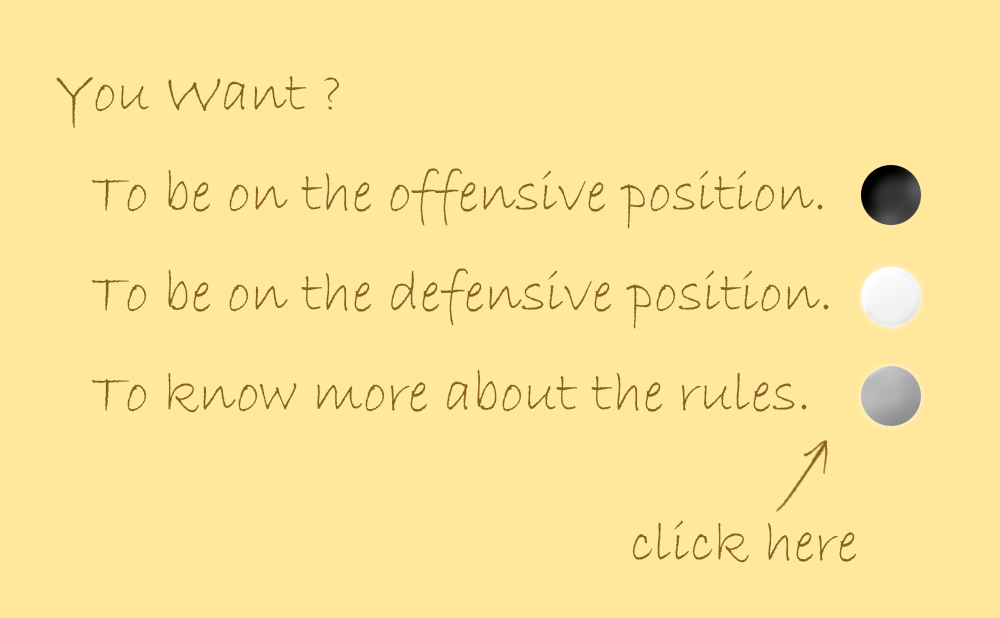 You Want ?
To be on the offensive position.
To be on the defensive position.
To know more about the rules.
click here